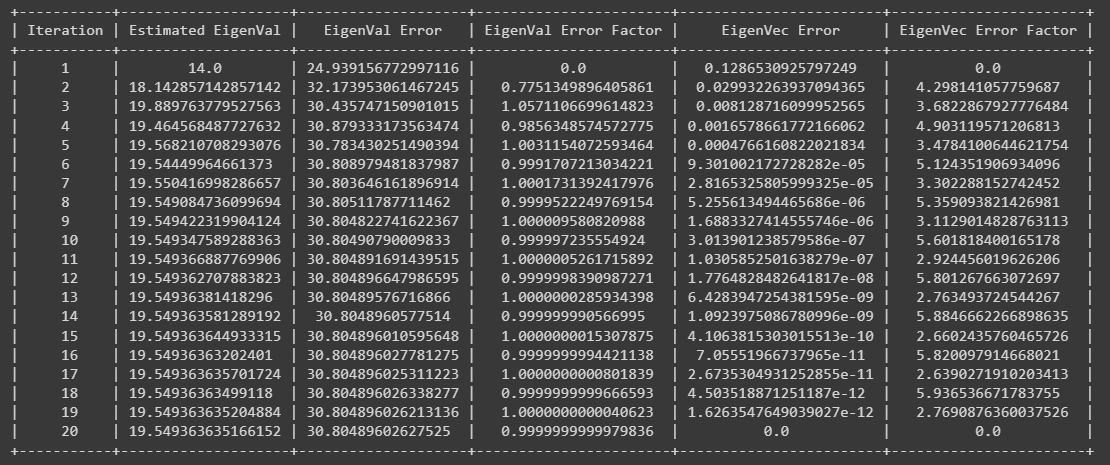 +-----------+--------------------+--------------------+-----------------------+------------------------+------------------------+
| Iteration | Estimated EigenVal | EigenVal Error | EigenVal Error Factor | EigenVec Error | EigenVec Error Factor |
+-----------+--------------------+--------------------+-----------------------+------------------------+------------------------+
| 1 | 14.0 | 24.939156772997116 | 0.0 | 0.1286530925797249 | 0.0 |
| 2 | 18.142857142857142 | 32.173953061467245 | 0.7751349896405861 | 0.029932263937094365 | 4.298141057759687 |
| 3 | 19.889763779527563 | 30.435747150901015 | 1.0571106699614823 | 0.008128716099952565 | 3.6822867927776484 |
| 4 | 19.464568487727632 | 30.879333173563474 | 0.9856348574572775 | 0.0016578661772166062 | 4.903119571206813 |
| 5 | 19.568210708293076 | 30.783430251490394 | 1.0031154072593464 | 0.0004766160822021834 | 3.4784100644621754 |
| 6 | 19.54449964661373 | 30.808979481837987 | 0.9991707213034221 | 9.301002172728282e-05 | 5.124351906934096 |
| 7 | 19.550416998286657 | 30.803646161896914 | 1.0001731392417976 | 2.8165325805999325e-05 | 3.302288152742452 |
| 8 | 19.549084736099694 | 30.80511787711462 | 0.9999522249769154 | 5.255613494465686e-06 | 5.359093821426981 |
| 9 | 19.549422319904124 | 30.804822741622367 | 1.000009580820988 | 1.6883327414555746e-06 | 3.1129014828763113 |
| 10 | 19.549347589288363 | 30.80490790009833 | 0.999997235554924 | 3.013901238579586e-07 | 5.601818400165178 |
| 11 | 19.549366887769906 | 30.804891691439515 | 1.0000005261715892 | 1.0305852501638279e-07 | 2.924456019626206 |
| 12 | 19.549362707883823 | 30.804896647986595 | 0.9999998390987271 | 1.7764828482641817e-08 | 5.801267663072697 |
| 13 | 19.54936381418296 | 30.80489576716866 | 1.0000000285934398 | 6.4283947254381595e-09 | 2.763493724544267 |
| 14 | 19.549363581289192 | 30.8048960577514 | 0.999999990566995 | 1.0923975086780996e-09 | 5.8846662266898635 |
| 15 | 19.549363644933315 | 30.804896010595648 | 1.0000000015307875 | 4.1063815303015513e-10 | 2.6602435760465726 |
| 16 | 19.54936363202401 | 30.804896027781275 | 0.9999999994421138 | 7.05551966737965e-11 | 5.820097914668021 |
| 17 | 19.549363635701724 | 30.804896025311223 | 1.0000000000801839 | 2.6735304931252855e-11 | 2.6390271910203413 |
| 18 | 19.54936363499118 | 30.804896026338277 | 0.9999999999666593 | 4.503518871251187e-12 | 5.936536671783755 |
| 19 | 19.549363635204884 | 30.804896026213136 | 1.0000000000040623 | 1.6263547649039027e-12 | 2.7690876360037526 |
| 20 | 19.549363635166152 | 30.80489602627525 | 0.9999999999979836 | 0.0 | 0.0 |
+-----------+--------------------+--------------------+-----------------------+------------------------+------------------------+